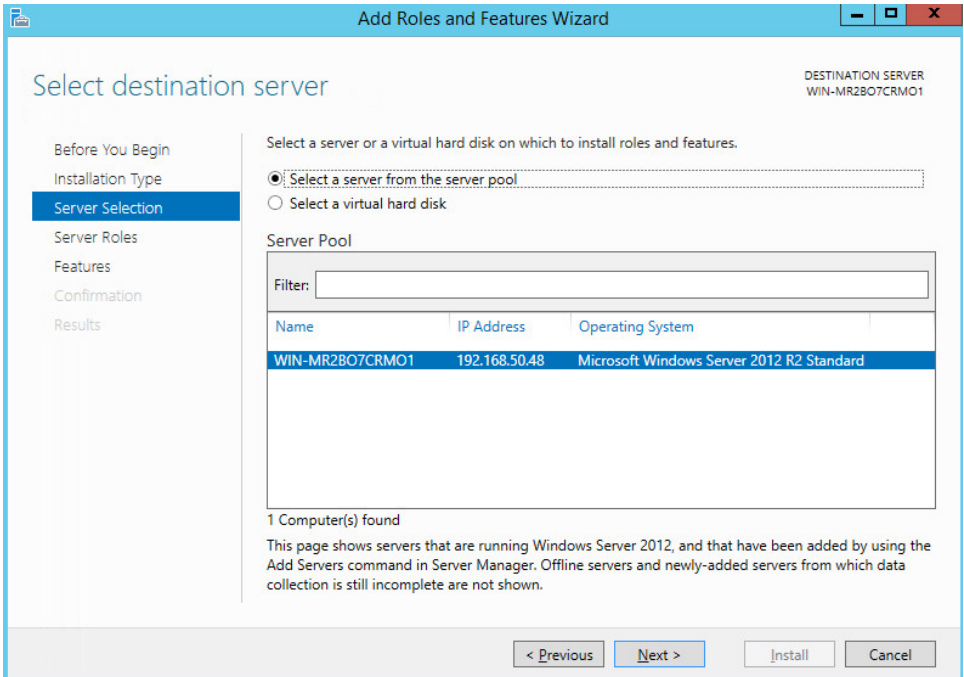 Add Roles and Features Wizard
Select destination server
DESTINATION SERVER
WIN-MR2BO7CRMO1
Before You Begin
Installation Type
Server Selection
Server Roles
Features
Confirmation
Results
Select a server or a virtual hard disk on which to install roles and features.
Select a server from the server pool
Select a virtual hard disk
Server Pool
Filter:
Name IP Address Operating System
WIN-MR2BO7CRMO1 192.168.50.48 Microsoft Windows Server 2012 R2 Standard
1 Computer(s) found
This page shows servers that are running Windows Server 2012, and that have been added by using the
Add Servers command in Server Manager. Offline servers and newly-added servers from which data
collection is still incomplete are not shown.
< Previous Next > Install Cancel